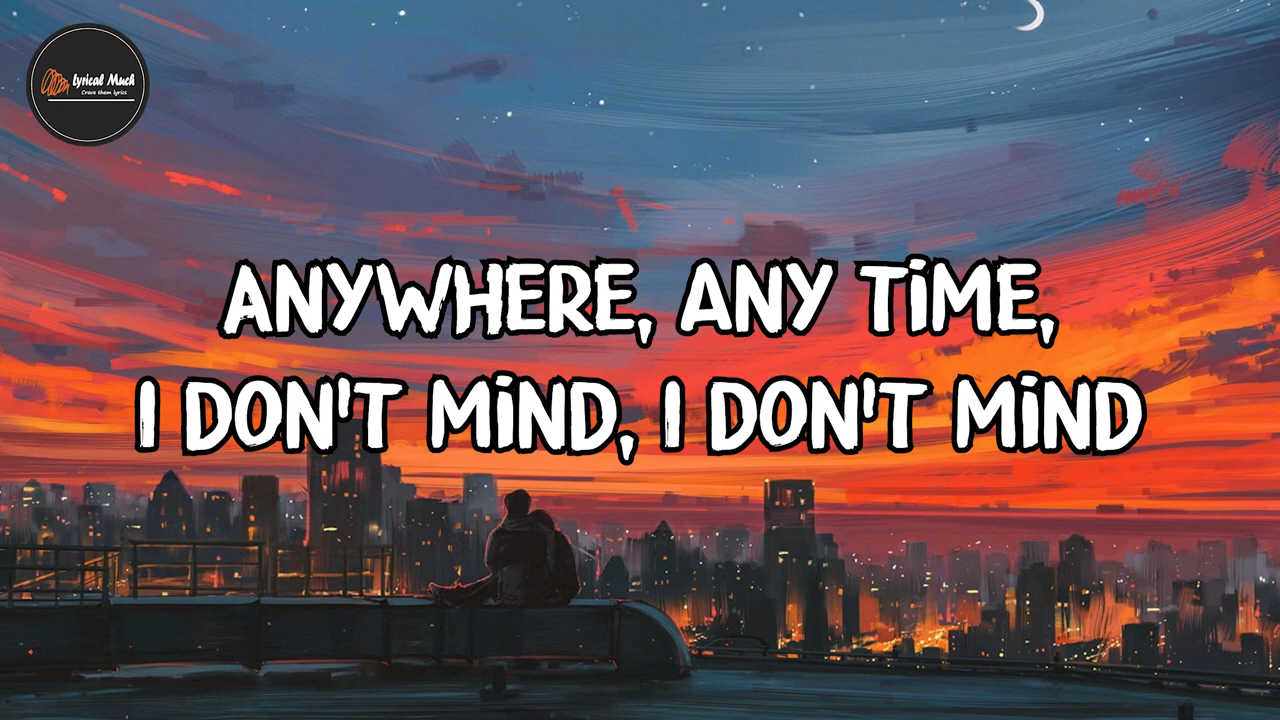 Lyrical Much
Crave them lyrics
ANYWHERE, ANY TIME,
I DON'T MIND, I DON'T MIND